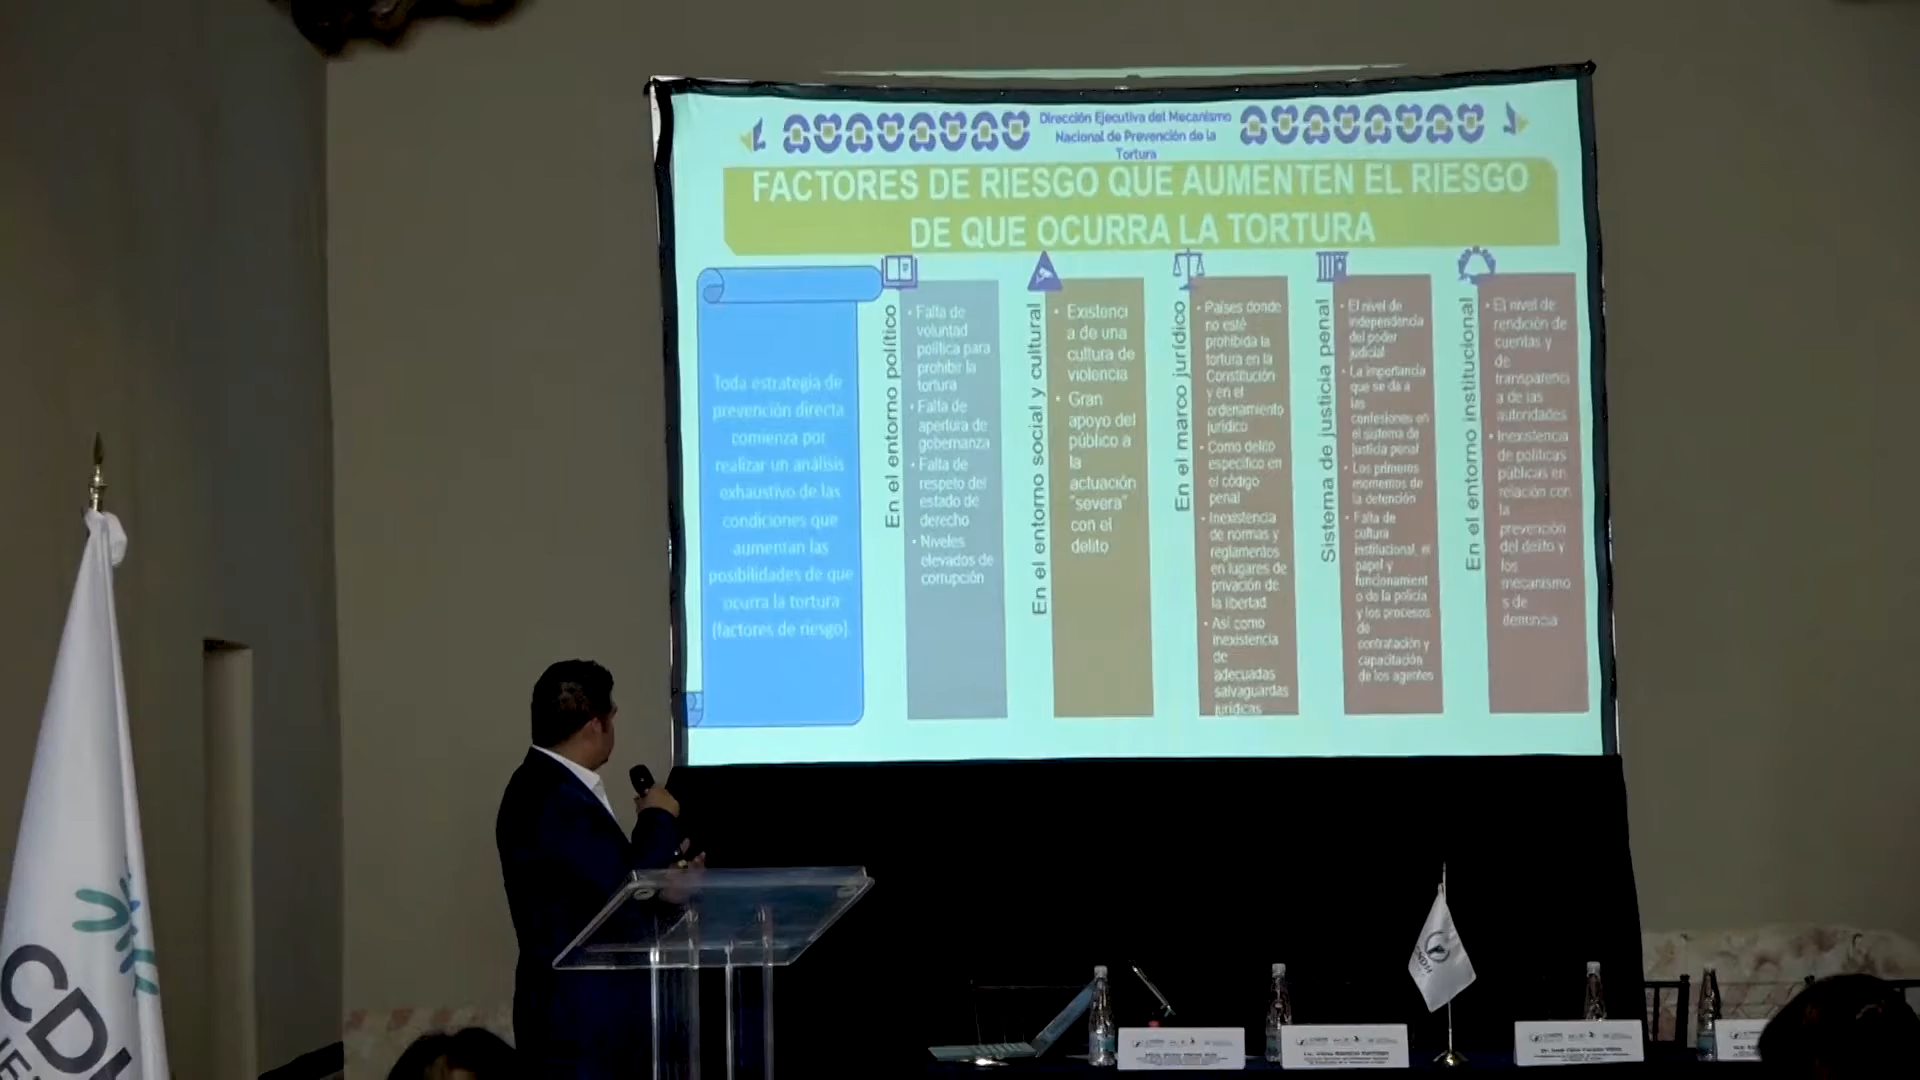 Dirección Ejecutiva del Mecanismo
Nacional de Prevención de la
Tortura
FACTORES DE RIESGO QUE AUMENTEN EL RIESGO
DE QUE OCURRA LA TORTURA
Toda estrategia de
prevención directa
comienza por
realizar un análisis
exhaustivo de las
condiciones que
aumentan las
posibilidades de que
ocurra la tortura
(factores de riesgo).
En el entorno político
• Falta de
voluntad
política para
prohibir la
tortura
• Falta de
apertura de
gobernanza
• Falta de
respeto del
estado de
derecho
• Niveles
elevados de
corrupción
En el entorno social y cultural
• Existenci
a de una
cultura de
violencia
• Gran
apoyo del
público a
la
actuación
"severa"
con el
delito
En el marco jurídico
• Países donde
no esté
prohibida la
tortura en la
Constitución
y en el
ordenamiento
jurídico
• Como delito
específico en
el código
penal
• Inexistencia
de normas y
reglamentos
en lugares de
privación de
la libertad
• Así como
inexistencia
de
adecuadas
salvaguardas
jurídicas
Sistema de justicia penal
• El nivel de
independencia
del poder
judicial
• La importancia
que se da a
las
confesiones en
el sistema de
justicia penal
• Los primeros
momentos de
la detención
• Falta de
cultura
institucional, el
papel y
funcionamient
o de la policía
y los procesos
de
contratación y
capacitación
de los agentes
En el entorno institucional
• El nivel de
rendición de
cuentas y
de
transparenci
a de las
autoridades
• Inexistencia
de políticas
públicas en
relación con
la
prevención
del delito y
los
mecanismo
s de
denuncia
CNDH